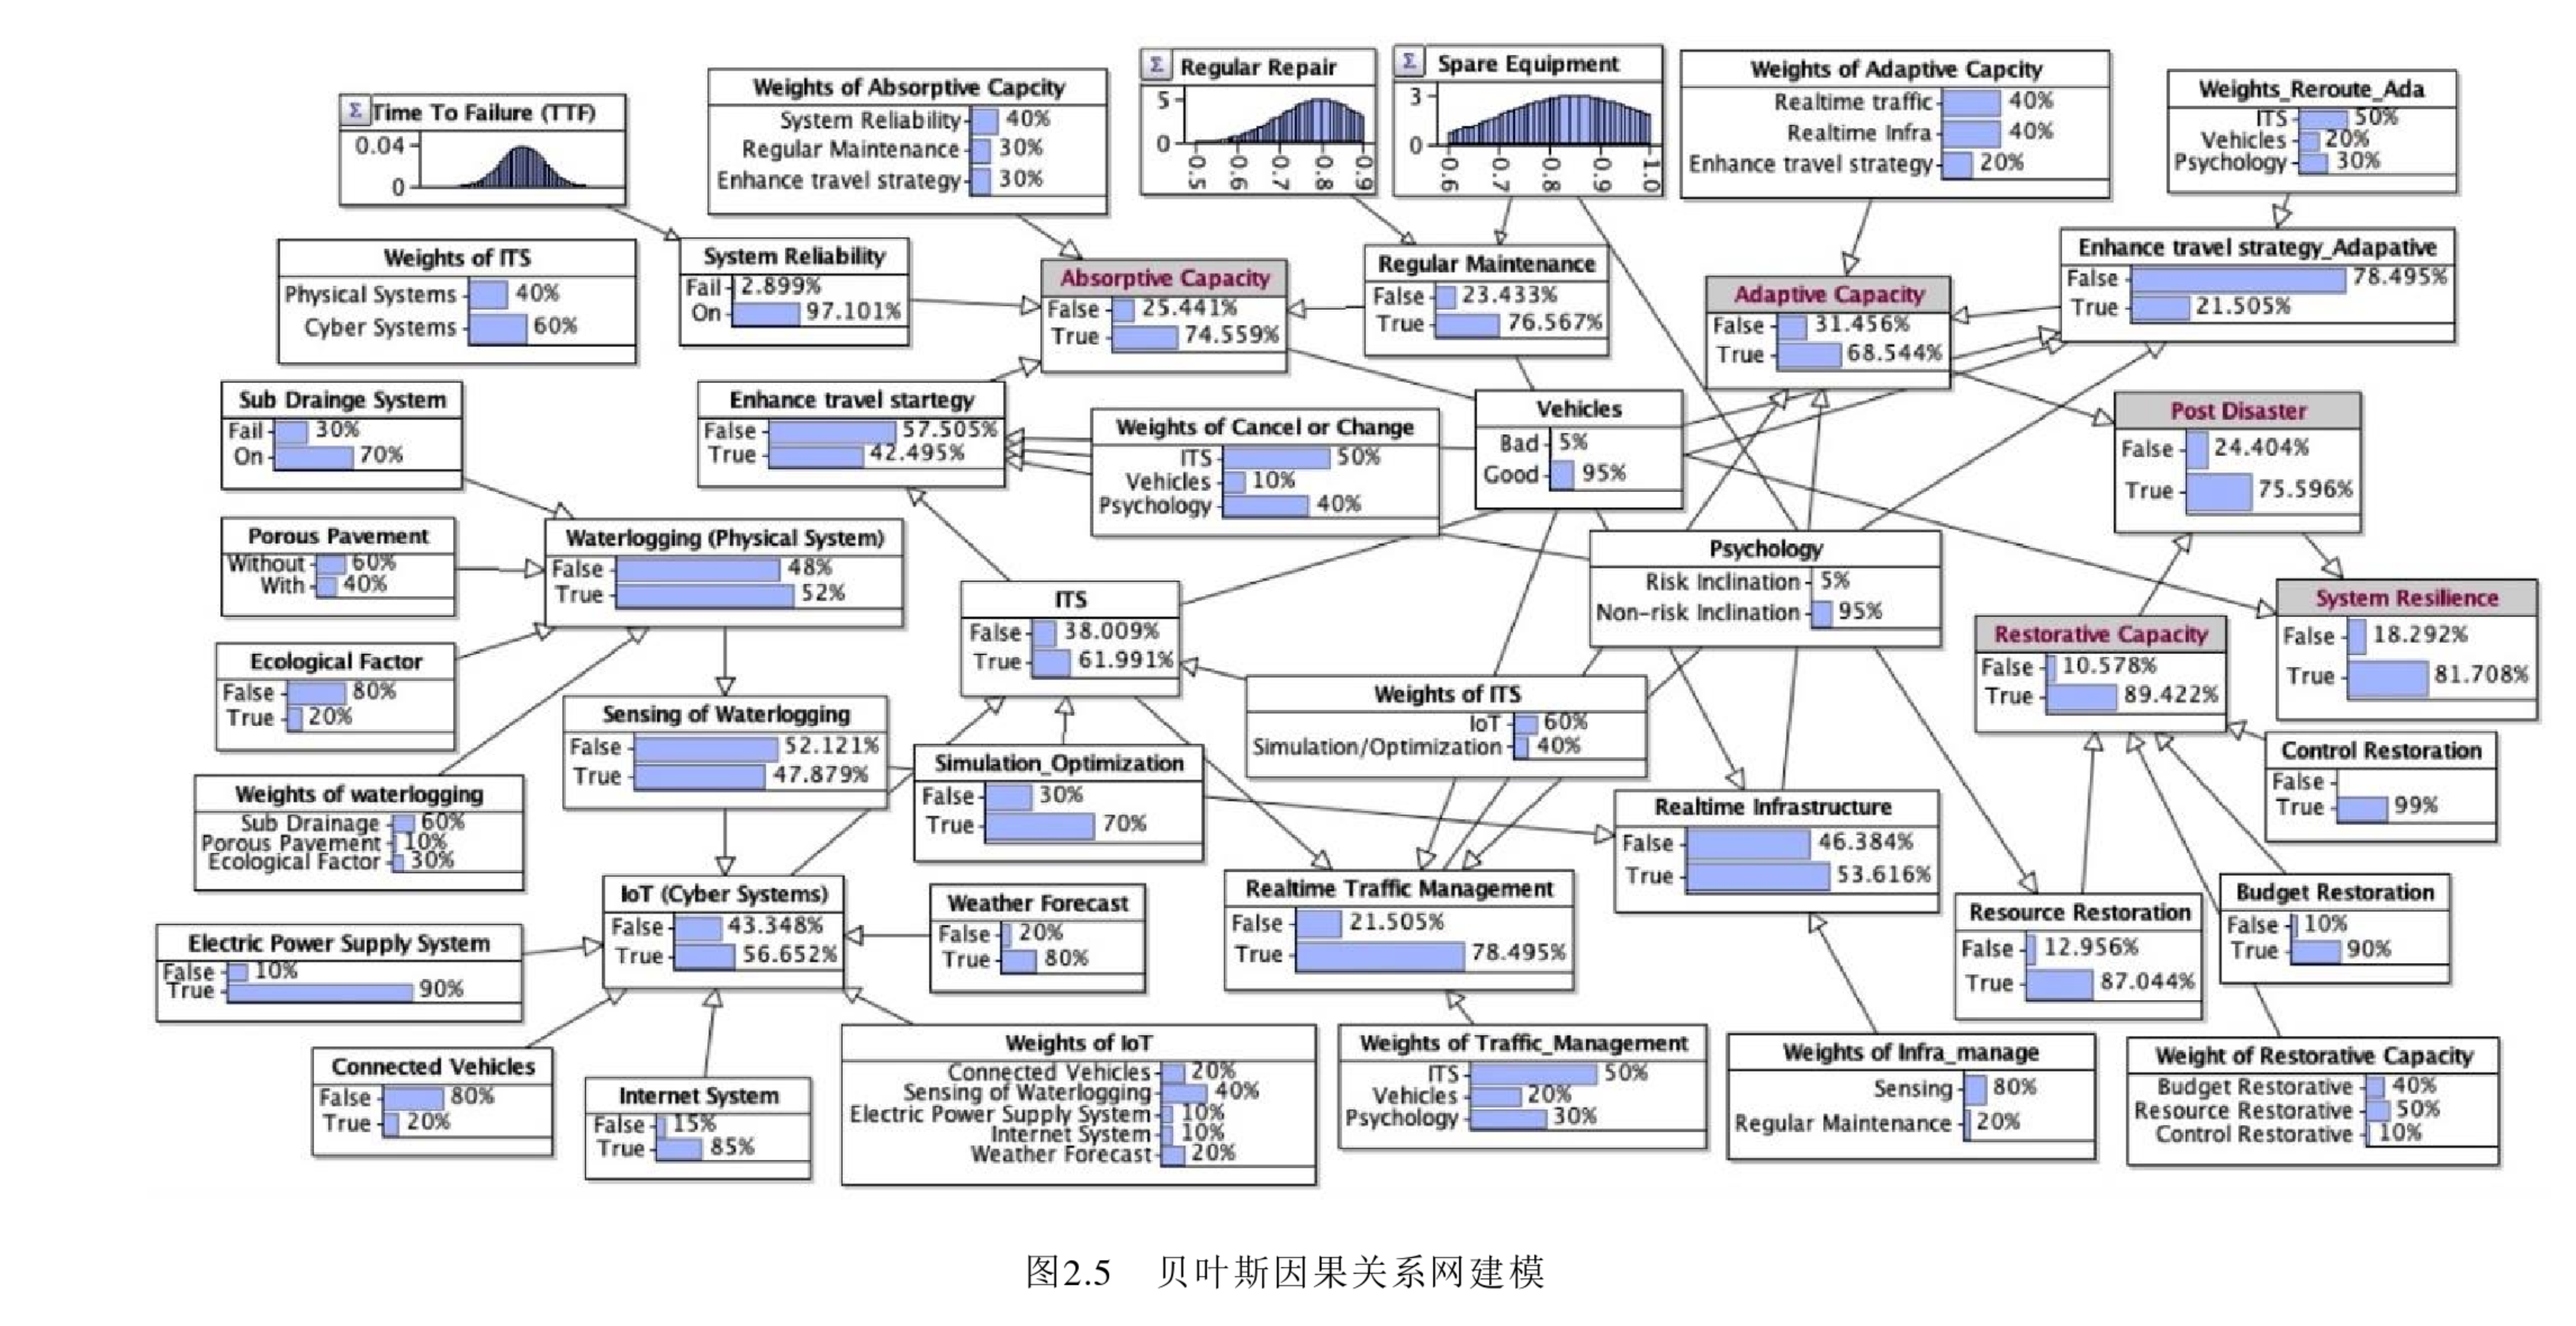 Σ Time To Failure (TTF)
0.04
0
Weights of Absorptive Capcity
System Reliability 40%
Regular Maintenance 30%
Enhance travel strategy 30%
Σ Regular Repair
5
0
0.5 0.6 0.7 0.8 0.9
Σ Spare Equipment
3
0
0.6 0.7 0.8 0.9 1.0
Weights of Adaptive Capcity
Realtime traffic 40%
Realtime Infra 40%
Enhance travel strategy 20%
Weights_Reroute_Ada
ITS 50%
Vehicles 20%
Psychology 30%
Weights of ITS
Physical Systems 40%
Cyber Systems 60%
System Reliability
Fail 2.899%
On 97.101%
Absorptive Capacity
False 25.441%
True 74.559%
Regular Maintenance
False 23.433%
True 76.567%
Adaptive Capacity
False 31.456%
True 68.544%
Enhance travel strategy_Adapative
False 78.495%
True 21.505%
Sub Drainge System
Fail 30%
On 70%
Enhance travel startegy
False 57.505%
True 42.495%
Weights of Cancel or Change
ITS 50%
Vehicles 10%
Psychology 40%
Vehicles
Bad 5%
Good 95%
Post Disaster
False 24.404%
True 75.596%
Porous Pavement
Without 60%
With 40%
Waterlogging (Physical System)
False 48%
True 52%
Psychology
Risk Inclination 5%
Non-risk Inclination 95%
ITS
False 38.009%
True 61.991%
System Resilience
False 18.292%
True 81.708%
Restorative Capacity
False 10.578%
True 89.422%
Ecological Factor
False 80%
True 20%
Sensing of Waterlogging
False 52.121%
True 47.879%
Weights of ITS
IoT 60%
Simulation/Optimization 40%
Simulation_Optimization
False 30%
True 70%
Control Restoration
False
True 99%
Weights of waterlogging
Sub Drainage 60%
Porous Pavement 10%
Ecological Factor 30%
Realtime Infrastructure
False 46.384%
True 53.616%
IoT (Cyber Systems)
False 43.348%
True 56.652%
Weather Forecast
False 20%
True 80%
Realtime Traffic Management
False 21.505%
True 78.495%
Resource Restoration
False 12.956%
True 87.044%
Budget Restoration
False 10%
True 90%
Electric Power Supply System
False 10%
True 90%
Connected Vehicles
False 80%
True 20%
Internet System
False 15%
True 85%
Weights of IoT
Connected Vehicles 20%
Sensing of Waterlogging 40%
Electric Power Supply System 10%
Internet System 10%
Weather Forecast 20%
Weights of Traffic_Management
ITS 50%
Vehicles 20%
Psychology 30%
Weights of Infra_manage
Sensing 80%
Regular Maintenance 20%
Weight of Restorative Capacity
Budget Restorative 40%
Resource Restorative 50%
Control Restorative 10%
图2.5 贝叶斯因果关系网建模